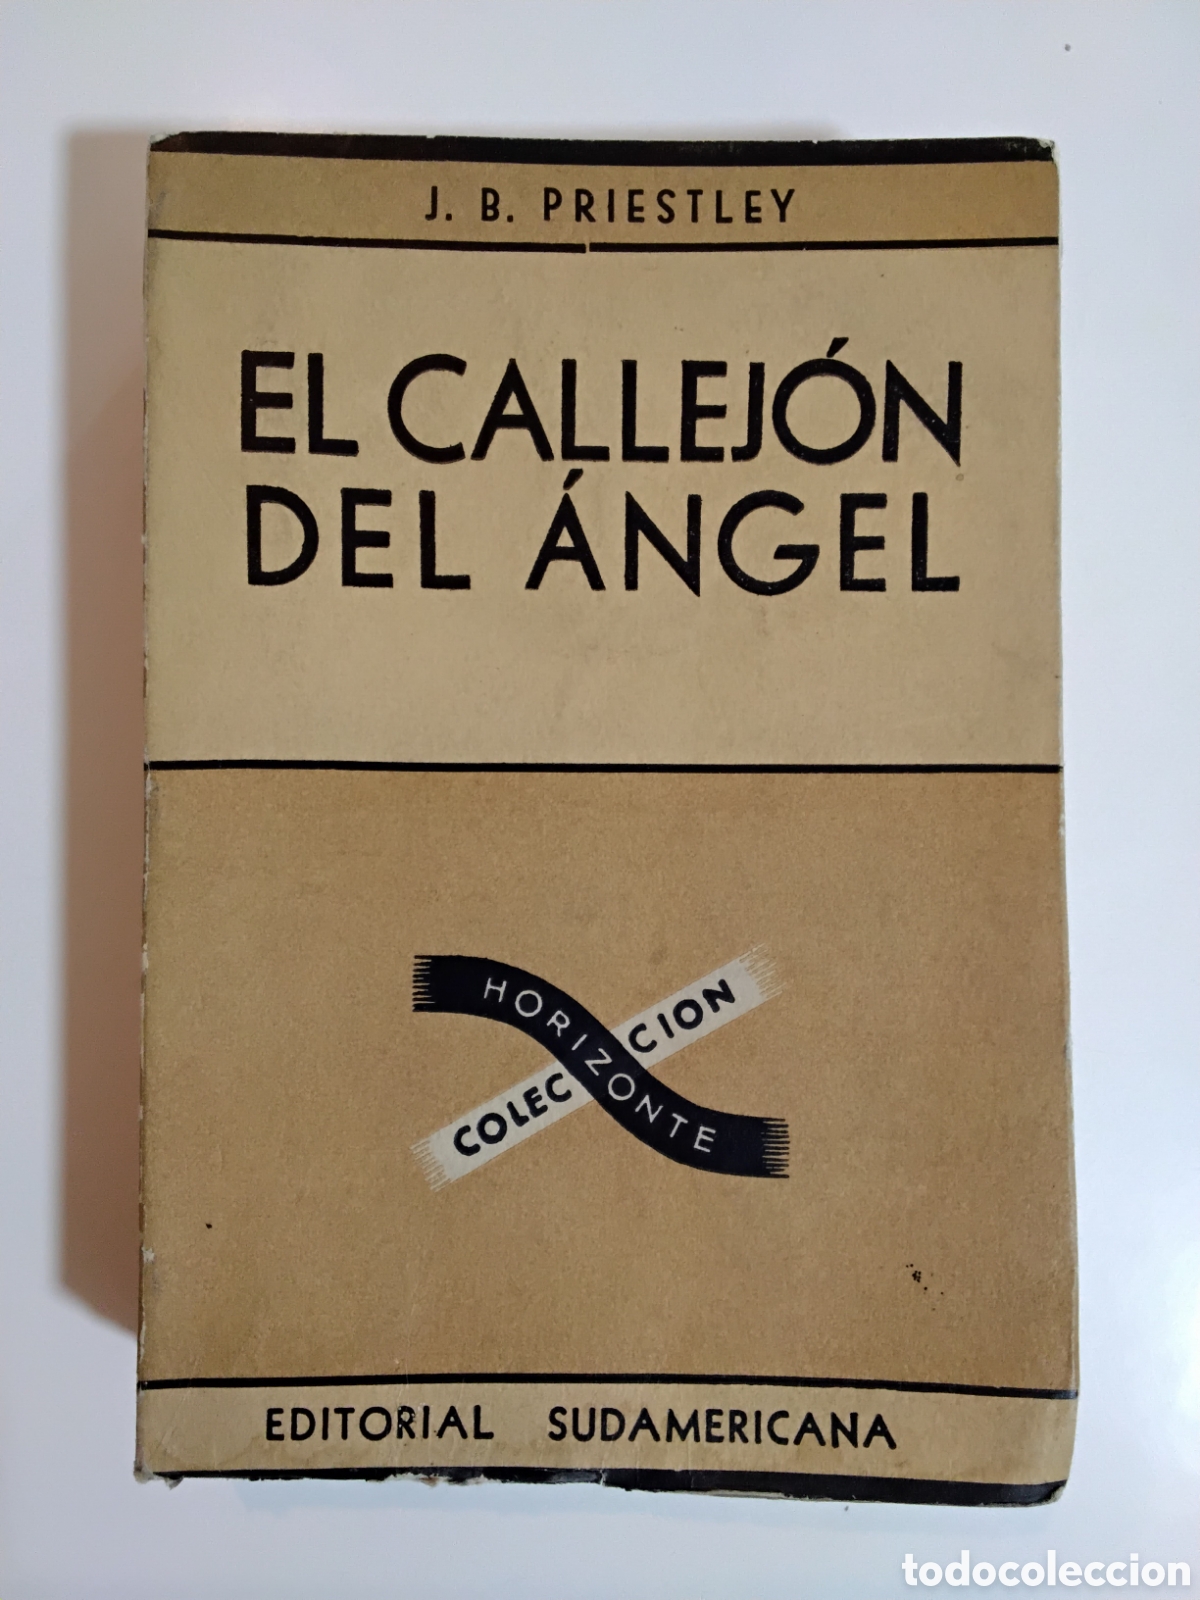 J. B. PRIESTLEY
EL CALLEJÓN
DEL ÁNGEL
HORIZONTE
COLECCION
EDITORIAL SUDAMERICANA
todocoleccion